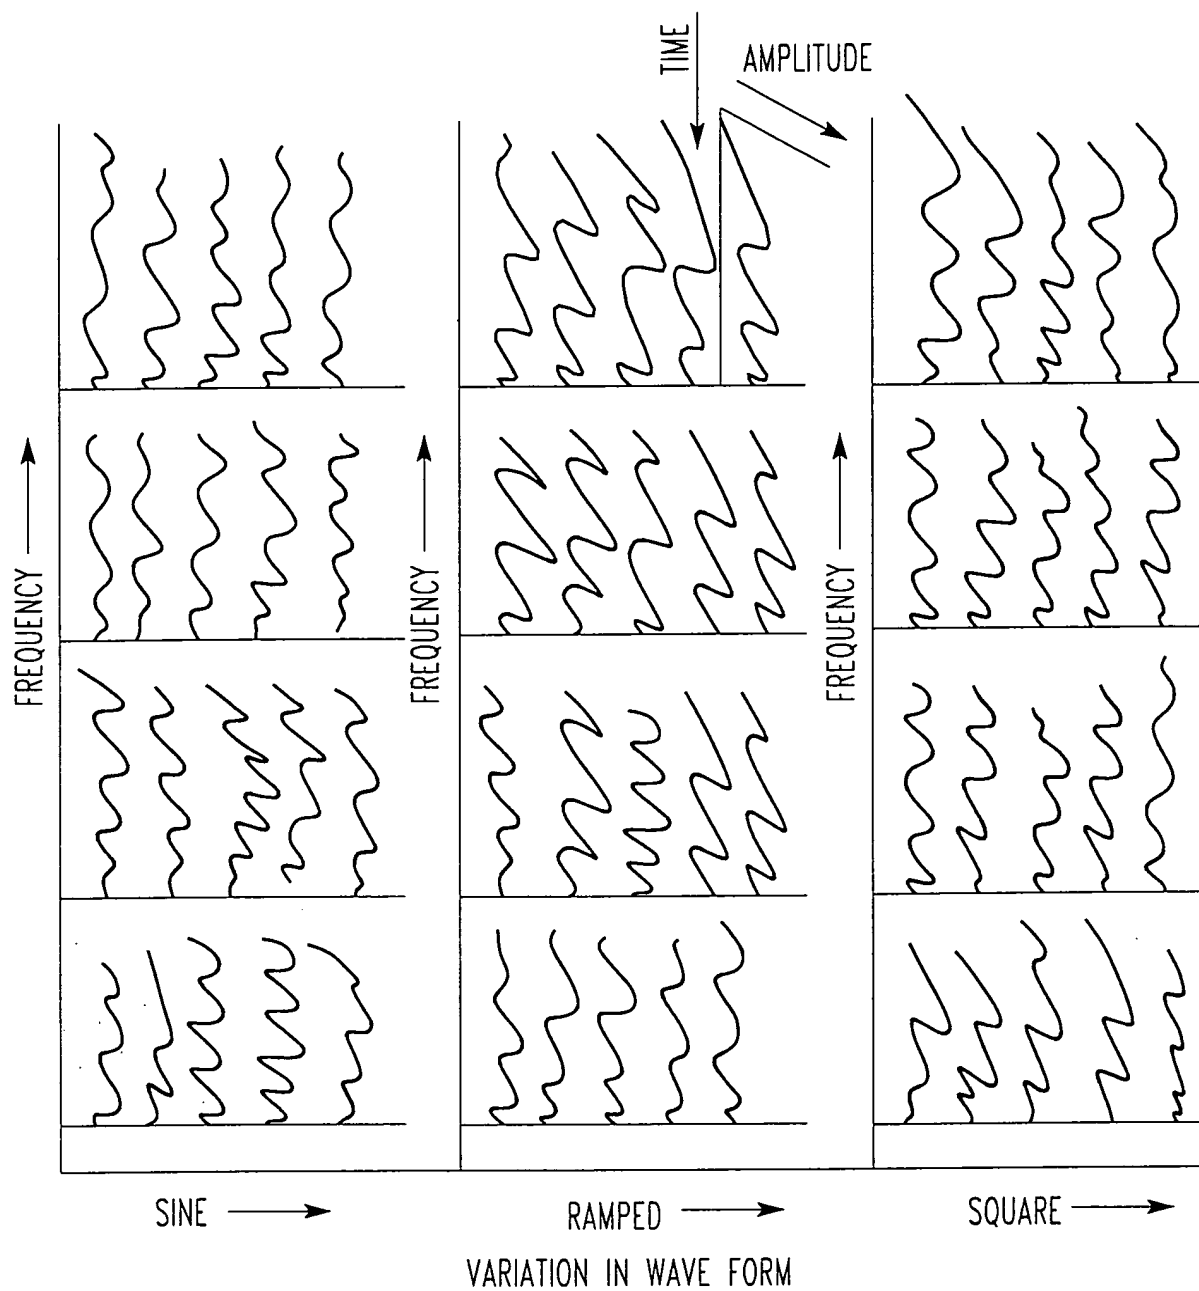 TIME
AMPLITUDE
FREQUENCY
FREQUENCY
FREQUENCY
SINE
RAMPED
SQUARE
VARIATION IN WAVE FORM